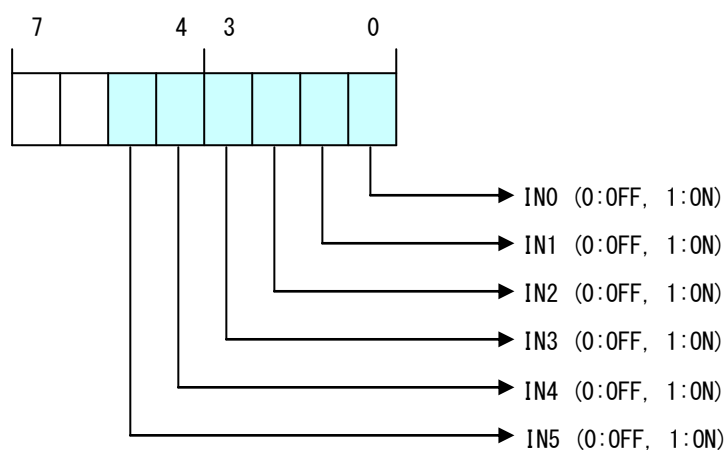 7 4 3 0
IN0 (0:OFF, 1:ON)
IN1 (0:OFF, 1:ON)
IN2 (0:OFF, 1:ON)
IN3 (0:OFF, 1:ON)
IN4 (0:OFF, 1:ON)
IN5 (0:OFF, 1:ON)